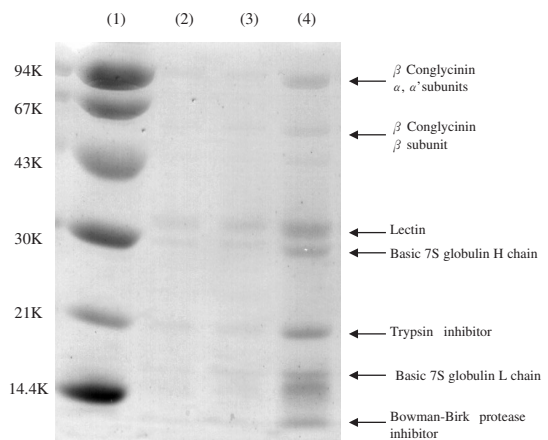 (1) (2) (3) (4)
94K
67K
43K
30K
21K
14.4K
β Conglycinin
α, α' subunits
β Conglycinin
β subunit
Lectin
Basic 7S globulin H chain
Trypsin inhibitor
Basic 7S globulin L chain
Bowman-Birk protease
inhibitor